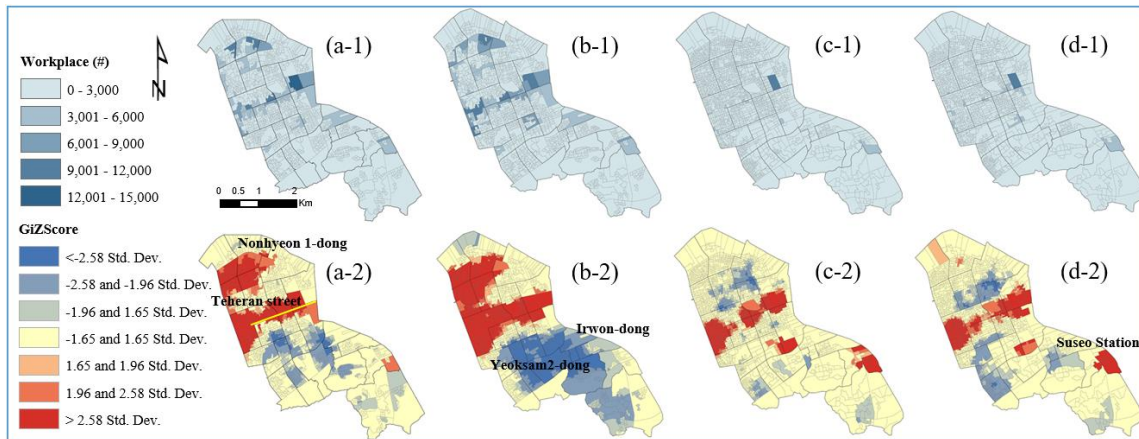 (a-1)
(b-1)
(c-1)
(d-1)
N
Workplace (#)
0 - 3,000
3,001 - 6,000
6,001 - 9,000
9,001 - 12,000
12,001 - 15,000
0 0.5 1 2
Km
GiZScore
<-2.58 Std. Dev.
-2.58 and -1.96 Std. Dev.
-1.96 and 1.65 Std. Dev.
-1.65 and 1.65 Std. Dev.
1.65 and 1.96 Std. Dev.
1.96 and 2.58 Std. Dev.
> 2.58 Std. Dev.
Nonhyeon 1-dong
(a-2)
Teheran street
(b-2)
Irwon-dong
Yeoksam2-dong
(c-2)
(d-2)
Suseo Station